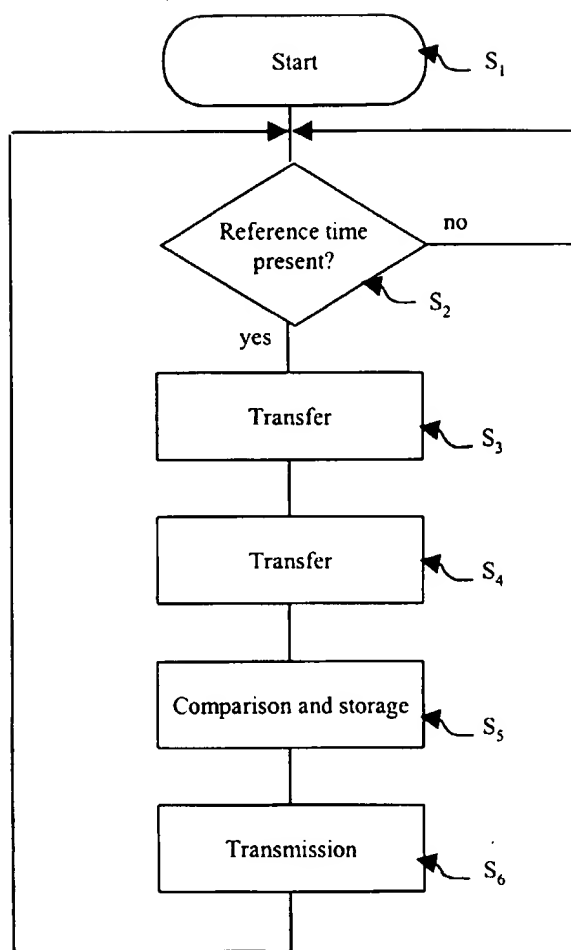 Start
S₁
Reference time
present?
no
S₂
yes
Transfer
S₃
Transfer
S₄
Comparison and storage
S₅
Transmission
S₆